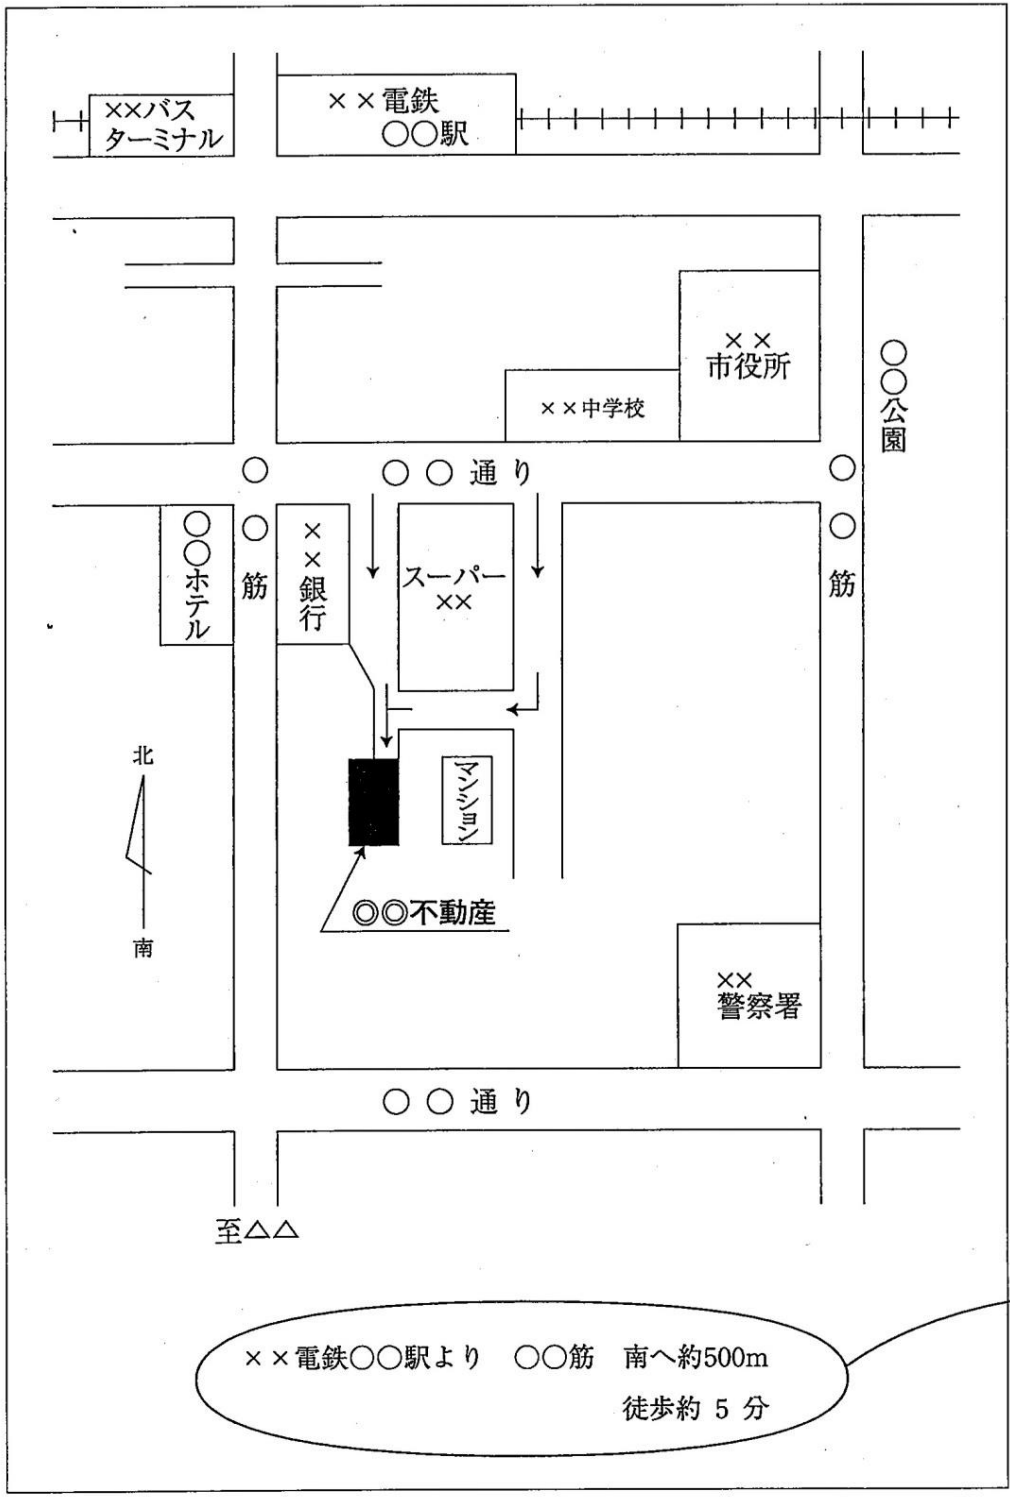 ××バス
ターミナル
××電鉄
○○駅
××
市役所
××中学校
○○公園
○○通り
○○筋
○○筋
○○ホテル
××銀行
スーパー
××
北
南
マンション
◎◎不動産
××
警察署
○○通り
至△△
××電鉄○○駅より ○○筋 南へ約500m
徒歩約 5 分